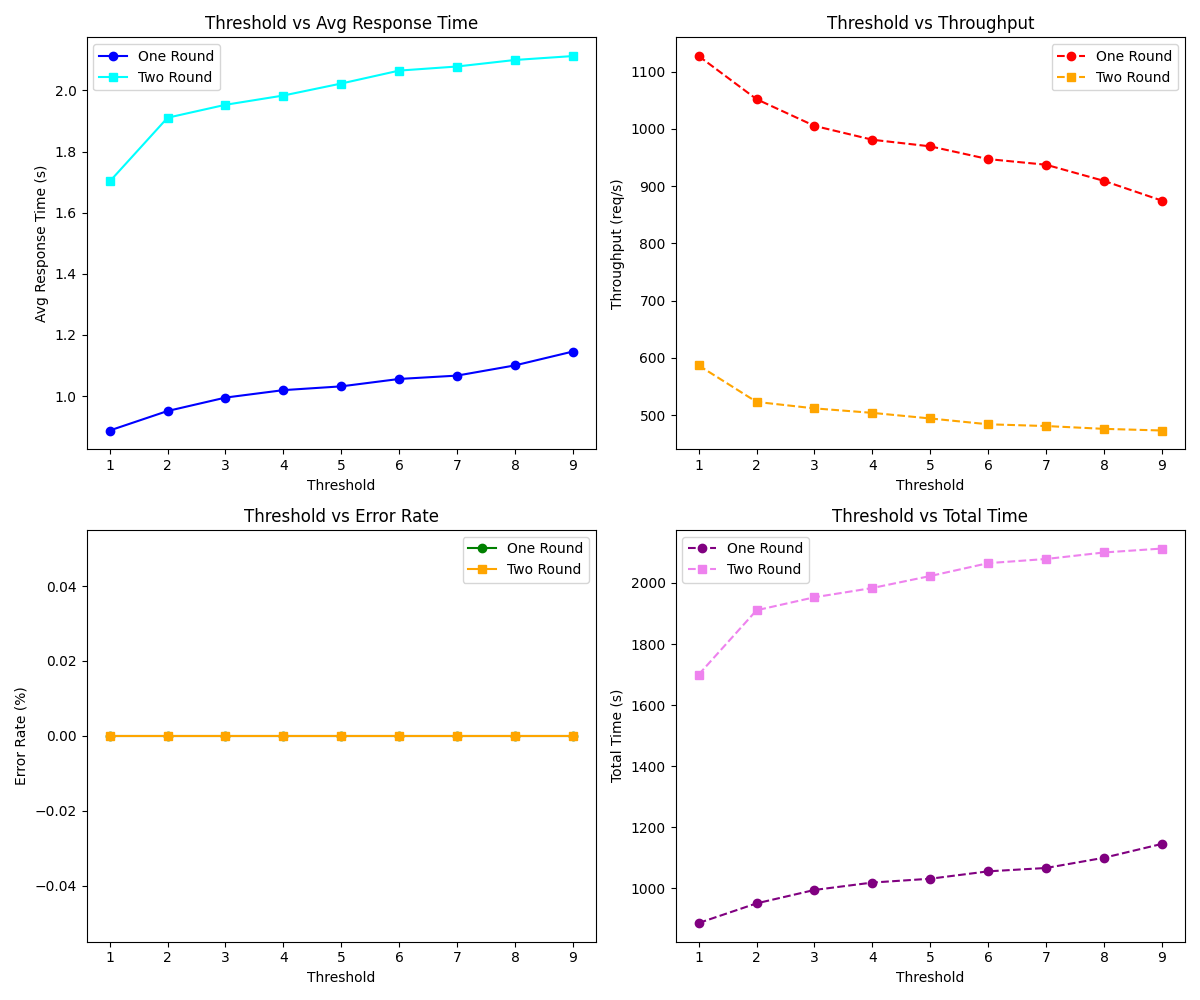 Threshold vs Avg Response Time
One Round
Two Round
2.0
1.8
1.6
1.4
1.2
1.0
Avg Response Time (s)
1 2 3 4 5 6 7 8 9
Threshold
Threshold vs Throughput
One Round
Two Round
1100
1000
900
800
700
600
500
Throughput (req/s)
1 2 3 4 5 6 7 8 9
Threshold
Threshold vs Error Rate
One Round
Two Round
0.04
0.02
0.00
−0.02
−0.04
Error Rate (%)
1 2 3 4 5 6 7 8 9
Threshold
Threshold vs Total Time
One Round
Two Round
2000
1800
1600
1400
1200
1000
Total Time (s)
1 2 3 4 5 6 7 8 9
Threshold